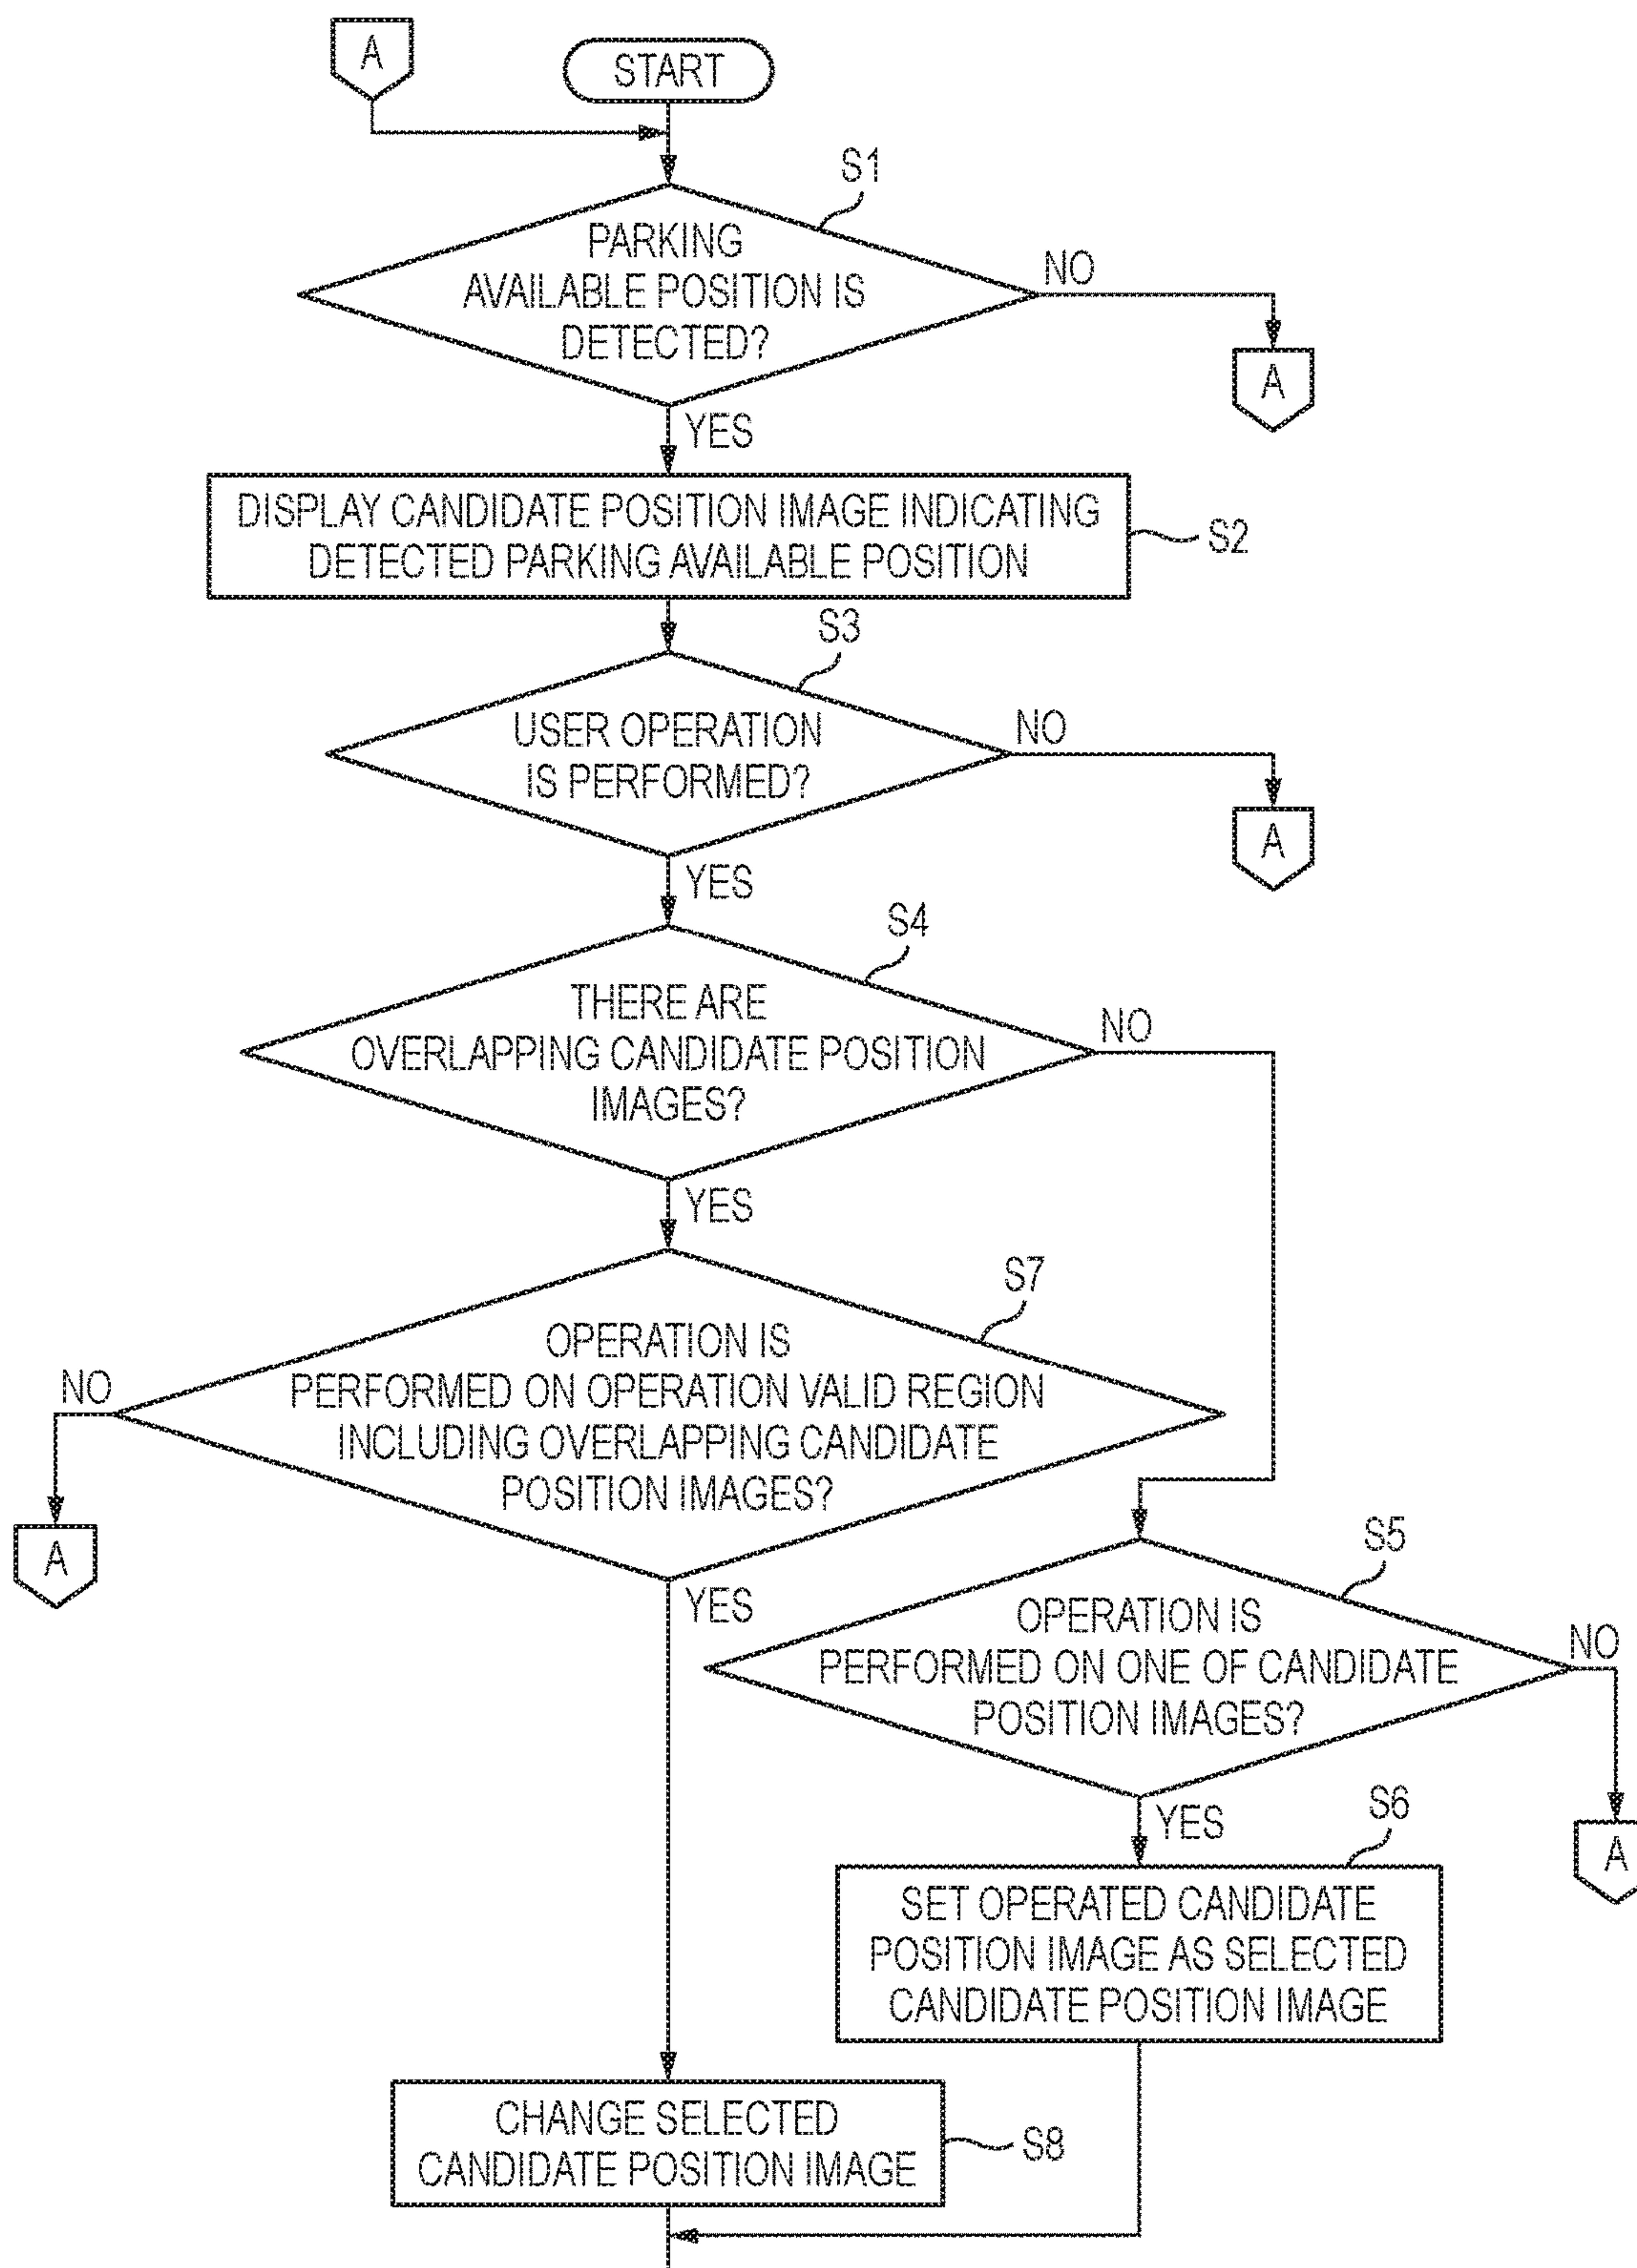 A
START
S1
PARKING
AVAILABLE POSITION IS
DETECTED?
NO
A
YES
DISPLAY CANDIDATE POSITION IMAGE INDICATING
DETECTED PARKING AVAILABLE POSITION
S2
S3
USER OPERATION
IS PERFORMED?
NO
A
YES
S4
THERE ARE
OVERLAPPING CANDIDATE POSITION
IMAGES?
NO
YES
S7
OPERATION IS
PERFORMED ON OPERATION VALID REGION
INCLUDING OVERLAPPING CANDIDATE
POSITION IMAGES?
NO
A
YES
S5
OPERATION IS
PERFORMED ON ONE OF CANDIDATE
POSITION IMAGES?
NO
A
YES
S6
SET OPERATED CANDIDATE
POSITION IMAGE AS SELECTED
CANDIDATE POSITION IMAGE
CHANGE SELECTED
CANDIDATE POSITION IMAGE
S8